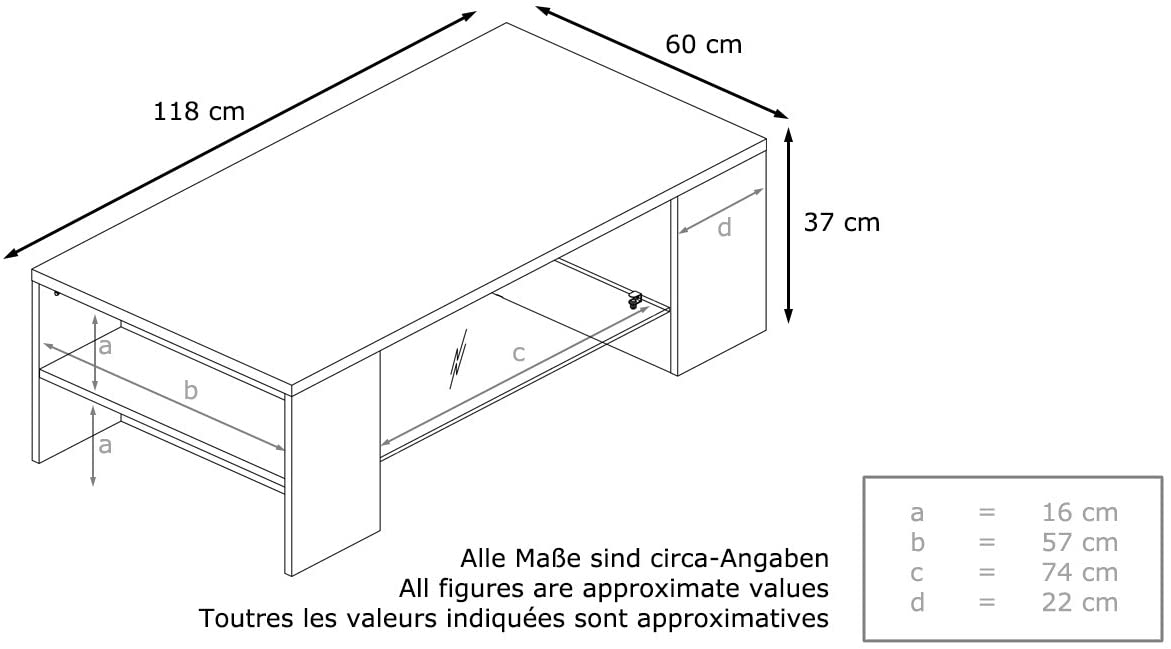 60 cm
118 cm
37 cm
d
a
c
b
a
Alle Maße sind circa-Angaben
All figures are approximate values
Toutres les valeurs indiquées sont approximatives
a = 16 cm
b = 57 cm
c = 74 cm
d = 22 cm